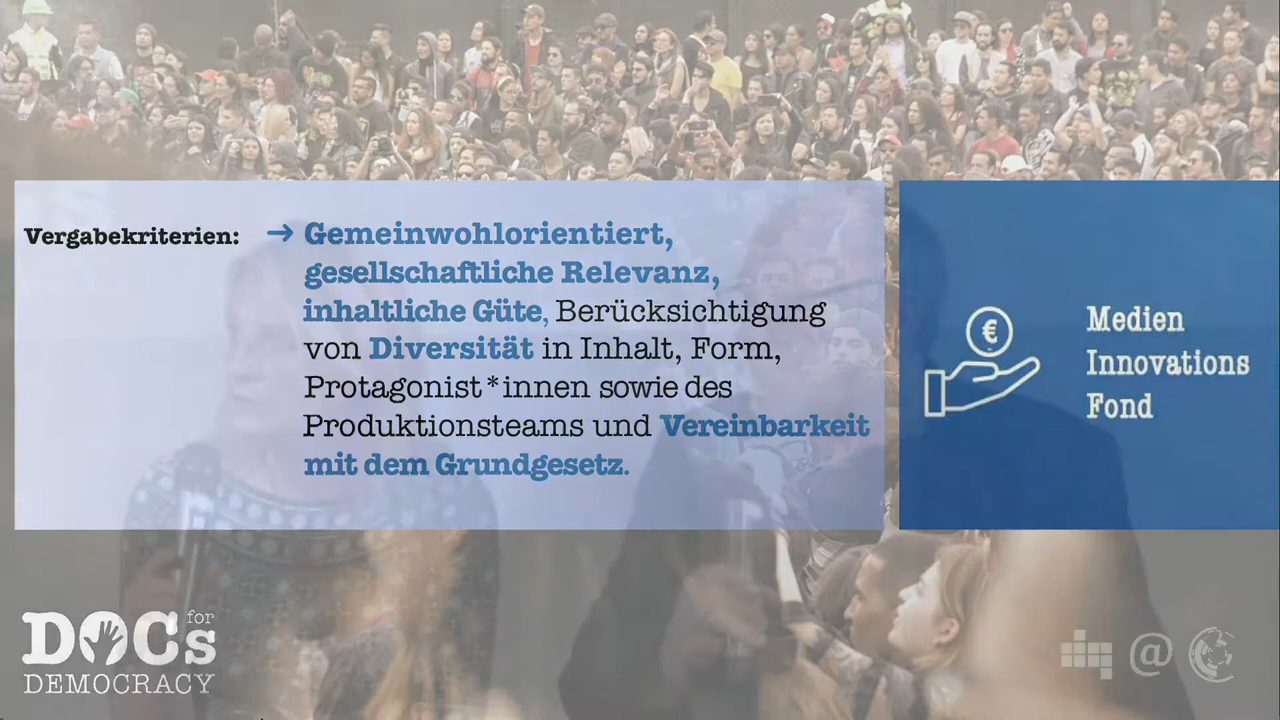 Vergabekriterien: → Gemeinwohlorientiert,
gesellschaftliche Relevanz,
inhaltliche Güte, Berücksichtigung
von Diversität in Inhalt, Form,
Protagonist*innen sowie des
Produktionsteams und Vereinbarkeit
mit dem Grundgesetz.
€
Medien
Innovations
Fond
DOCs for
DEMOCRACY
@